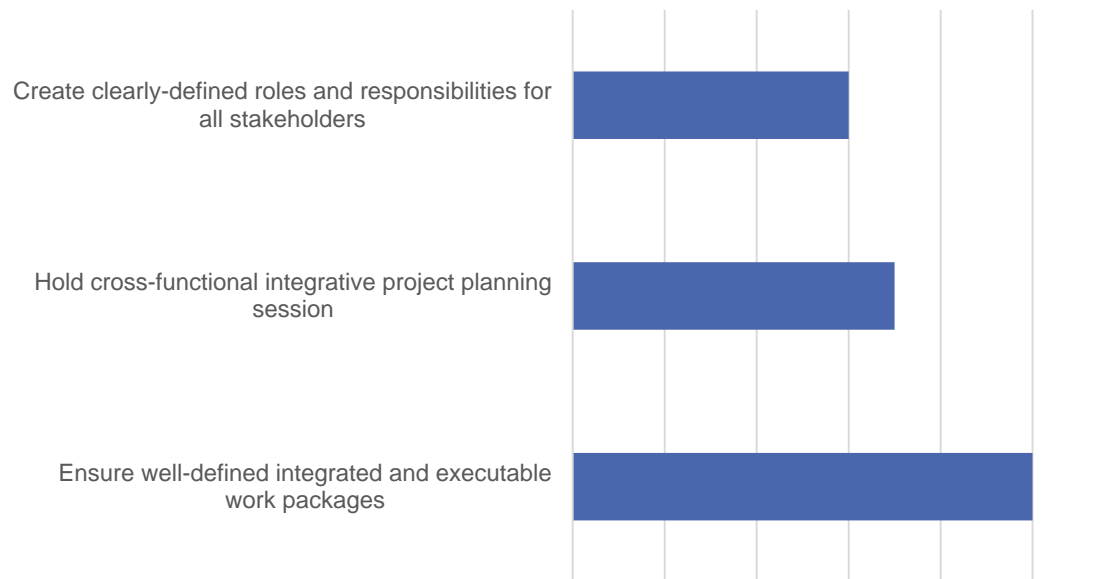 Create clearly-defined roles and responsibilities for
all stakeholders
Hold cross-functional integrative project planning
session
Ensure well-defined integrated and executable
work packages